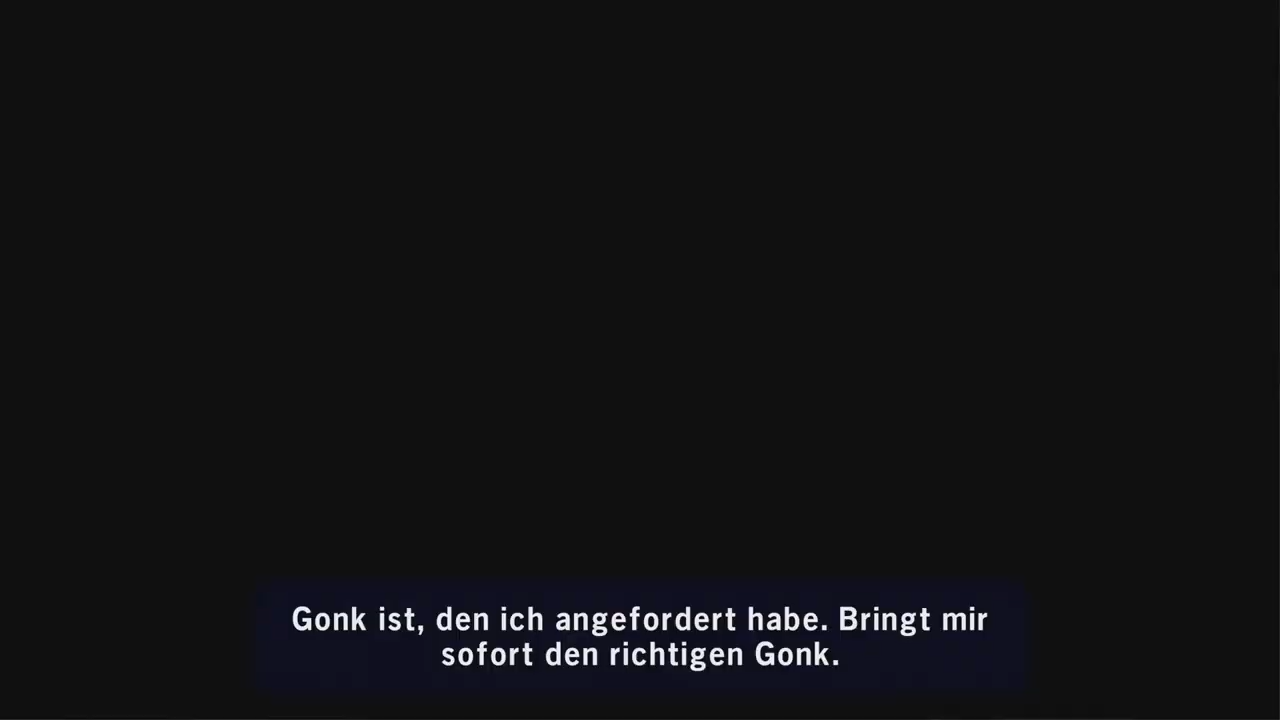 Gonk ist, den ich angefordert habe. Bringt mir
sofort den richtigen Gonk.